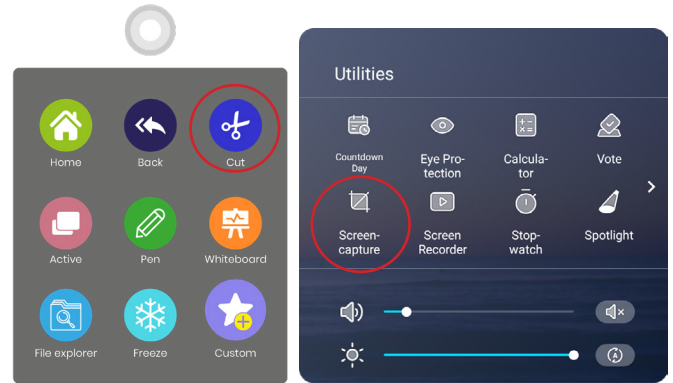 Home
Back
Cut
Active
Pen
Whiteboard
File explorer
Freeze
Custom
Utilities
Countdown
Day
Eye Pro-
tection
Calcula-
tor
Vote
Screen-
capture
Screen
Recorder
Stop-
watch
Spotlight
A